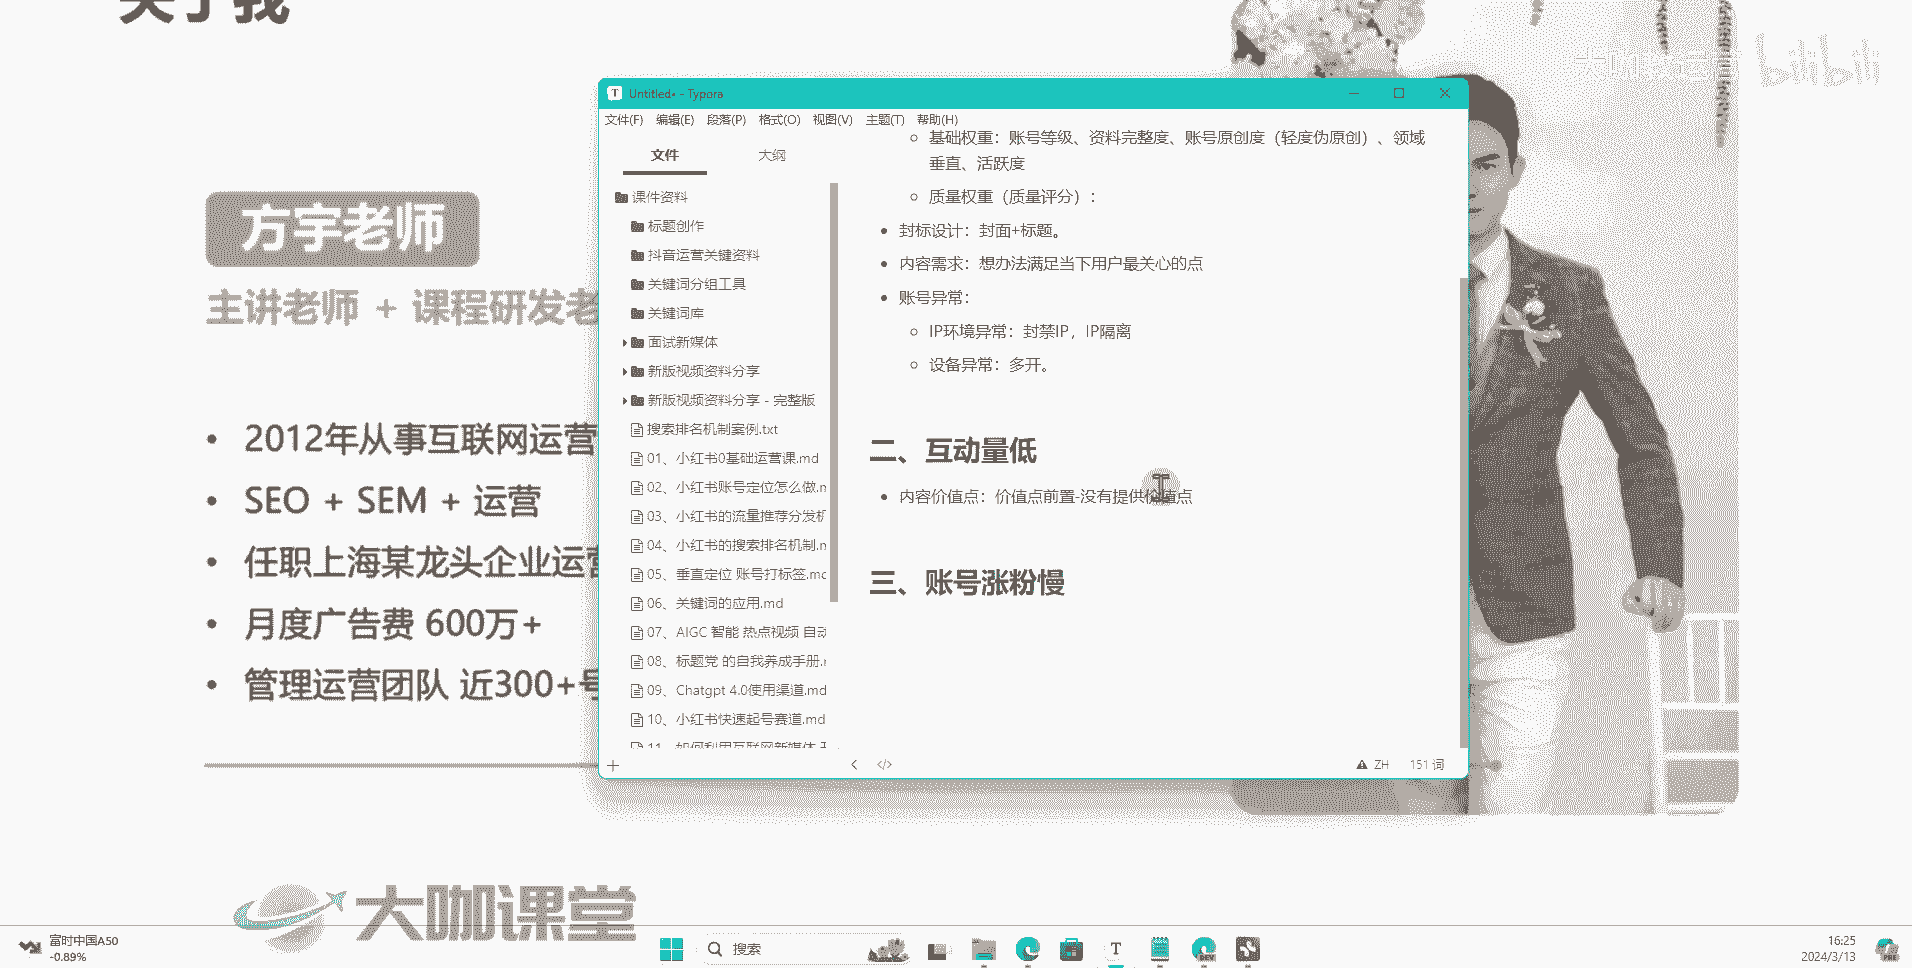 关于我
bilibili
方宇老师
主讲老师 + 课程研发老
2012年从事互联网运营
SEO + SEM + 运营
任职上海某龙头企业运营
月度广告费 600万+
管理运营团队 近300+号
大咖课堂
Untitled• - Typora
文件(F) 编辑(E) 段落(P) 格式(O) 视图(V) 主题(T) 帮助(H)
文件 大纲
课件资料
标题创作
抖音运营关键资料
关键词分组工具
关键词库
面试新媒体
新版视频资料分享
新版视频资料分享 - 完整版
搜索排名机制案例.txt
01、小红书0基础运营课.md
02、小红书账号定位怎么做.m
03、小红书的流量推荐分发机
04、小红书的搜索排名机制.m
05、垂直定位 账号打标签.mc
06、关键词的应用.md
07、AIGC 智能 热点视频 自动
08、标题党 的自我养成手册.r
09、Chatgpt 4.0使用渠道.md
10、小红书快速起号赛道.md
11、如何利用互联网新媒体
基础权重：账号等级、资料完整度、账号原创度（轻度伪原创）、领域
垂直、活跃度
质量权重（质量评分）：
封标设计：封面+标题。
内容需求：想办法满足当下用户最关心的点
账号异常：
IP环境异常：封禁IP，IP隔离
设备异常：多开。
二、互动量低
内容价值点：价值点前置-没有提供价值点
三、账号涨粉慢
ZH 151 词
富时中国A50
-0.89%
搜索
16:25
2024/3/13